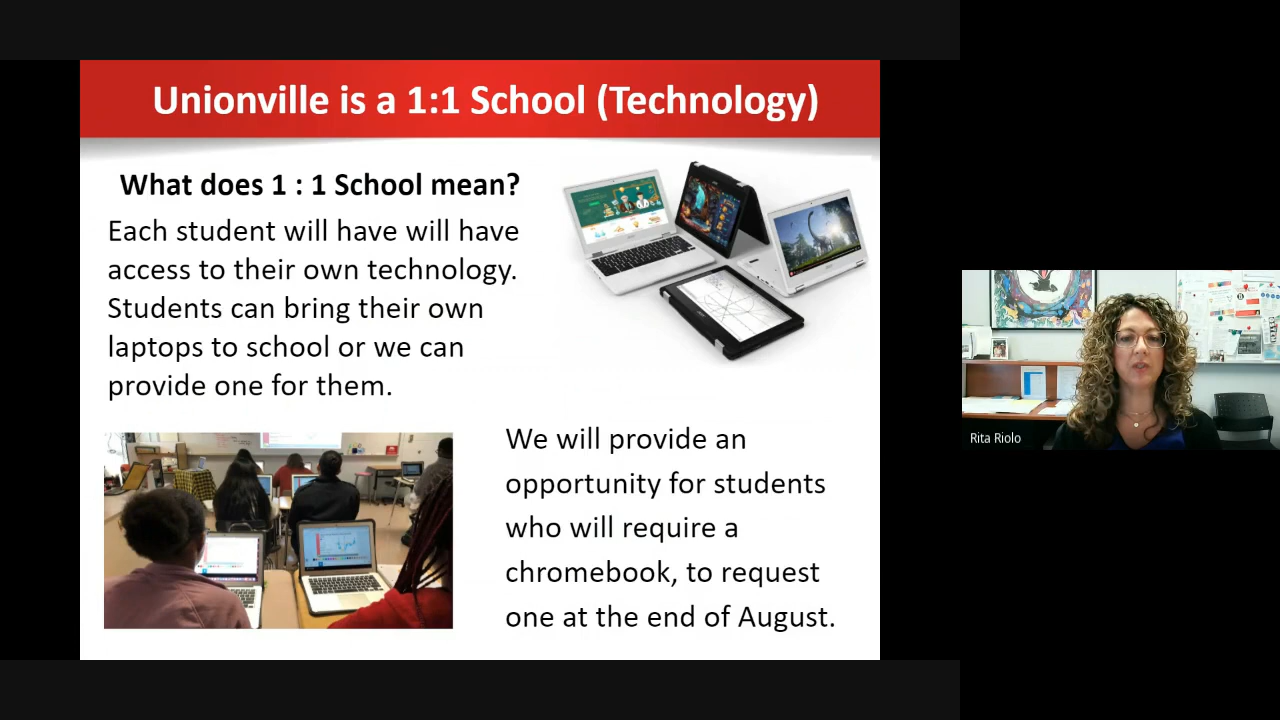 Unionville is a 1:1 School (Technology)
What does 1 : 1 School mean?
Each student will have will have
access to their own technology.
Students can bring their own
laptops to school or we can
provide one for them.
We will provide an
opportunity for students
who will require a
chromebook, to request
one at the end of August.
Rita Riolo